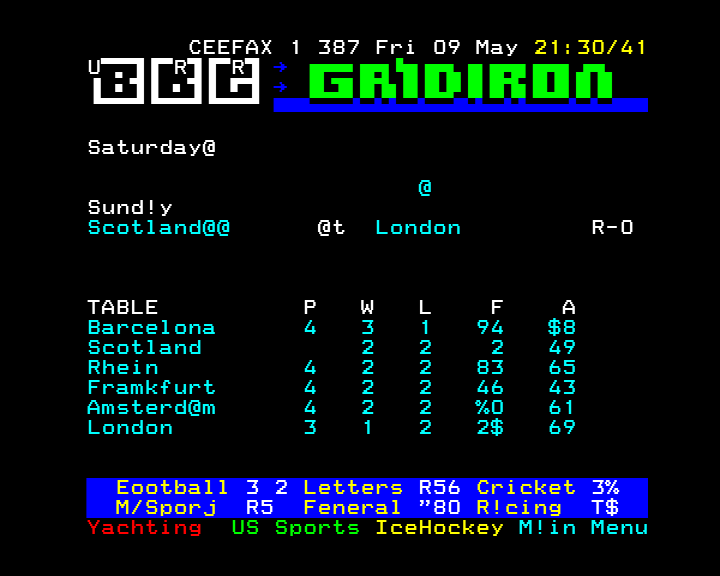 CEEFAX 1 387 Fri 09 May 21:30/41
BBC GRIDIRON
Saturday@
@
Sund!y
Scotland@@ @t London R-0
TABLE P W L F A
Barcelona 4 3 1 94 $8
Scotland 2 2 2 49
Rhein 4 2 2 83 65
Framkfurt 4 2 2 46 43
Amsterd@m 4 2 2 %0 61
London 3 1 2 2$ 69
Eootball 3 2 Letters R56 Cricket 3%
M/Sporj R5 Feneral "80 R!cing T$
Yachting US Sports IceHockey M!in Menu